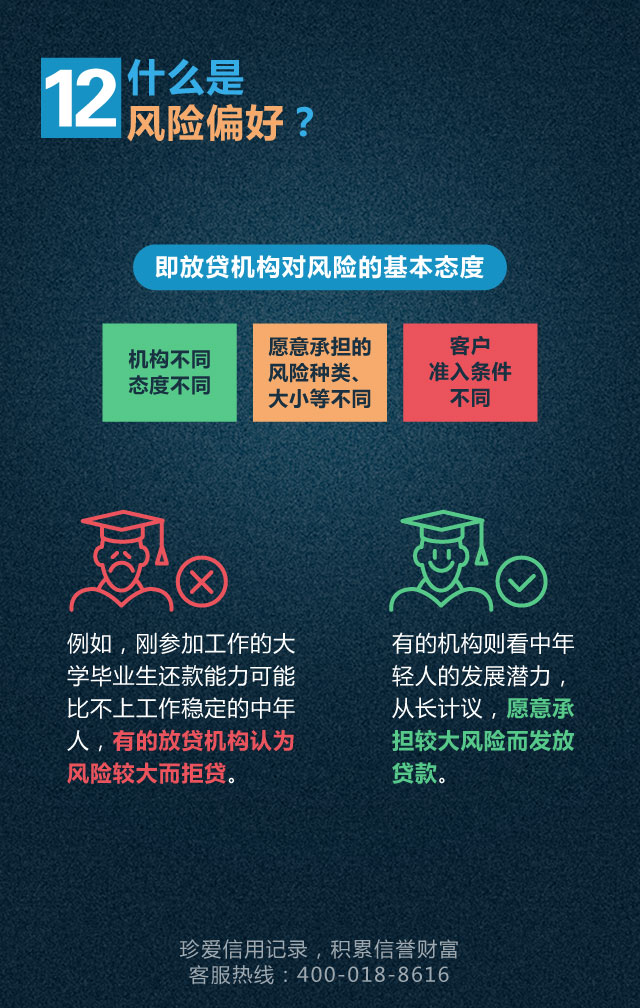 12
什么是
风险偏好？
即放贷机构对风险的基本态度
机构不同
态度不同
愿意承担的
风险种类、
大小等不同
客户
准入条件
不同
例如，刚参加工作的大
学毕业生还款能力可能
比不上工作稳定的中年
人，有的放贷机构认为
风险较大而拒贷。
有的机构则看中年
轻人的发展潜力，
从长计议，愿意承
担较大风险而发放
贷款。
珍爱信用记录，积累信誉财富
客服热线：400-018-8616